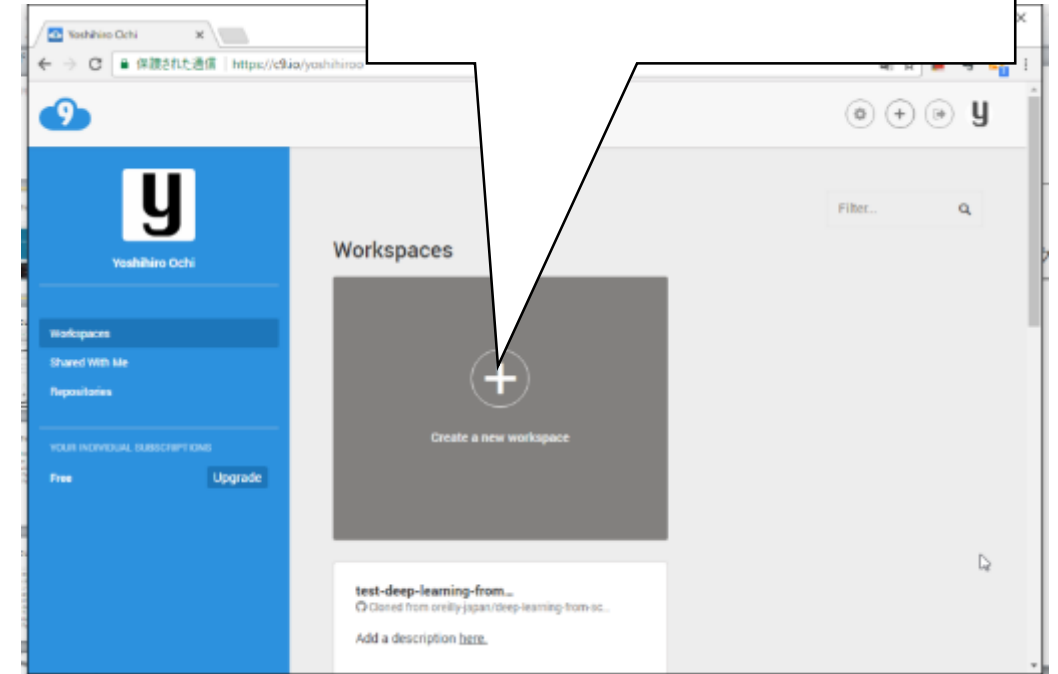 Yoshihiro Ochi
保護された通信 https://c9.io/yoshihiroo
9
y
y
Filter...
Yoshihiro Ochi
Workspaces
Workspaces
Shared With Me
Repositories
Create a new workspace
YOUR INDIVIDUAL SUBSCRIPTIONS
Free
Upgrade
test-deep-learning-from...
Cloned from oreilly-japan/deep-learning-from-sc...
Add a description here.